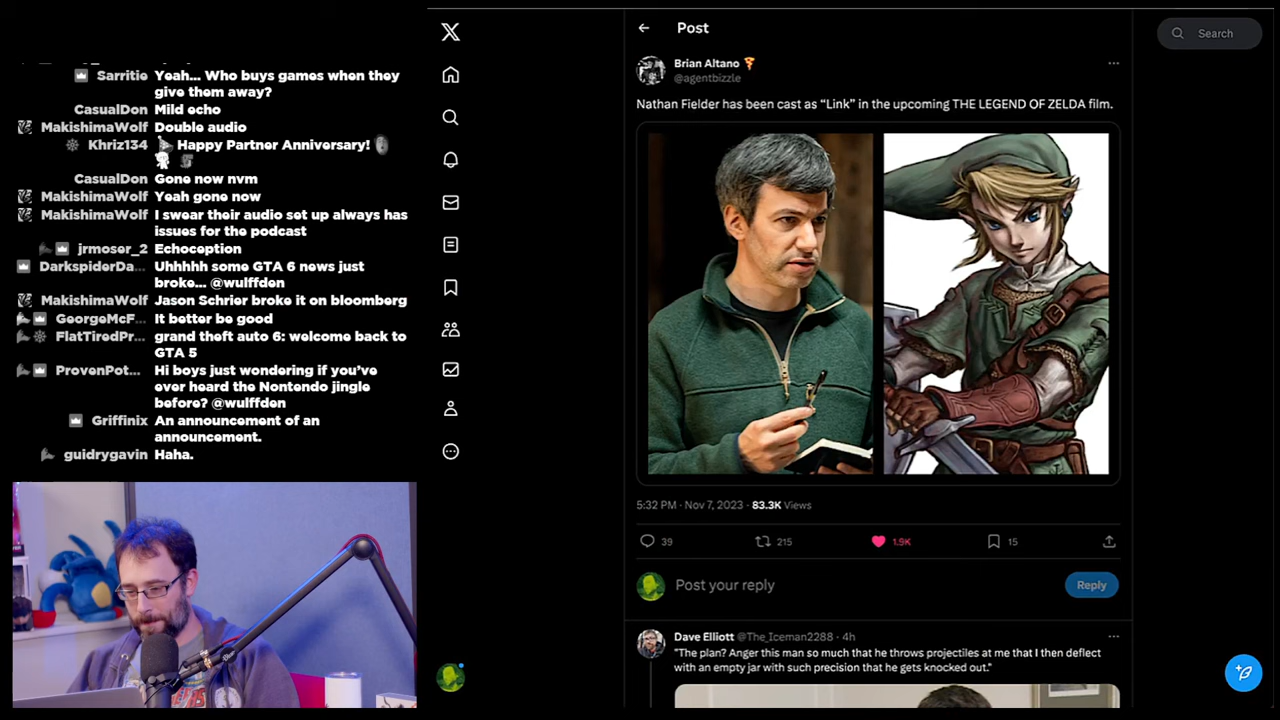 Sarritie Yeah... Who buys games when they
give them away?
CasualDon Mild echo
MakishimaWolf Double audio
Khriz134 Happy Partner Anniversary!
CasualDon Gone now nvm
MakishimaWolf Yeah gone now
MakishimaWolf I swear their audio set up always has
issues for the podcast
jrmoser_2 Echoception
DarkspiderDa... Uhhhhh some GTA 6 news just
broke... @wulffden
MakishimaWolf Jason Schrier broke it on bloomberg
GeorgeMcF... It better be good
FlatTiredPr... grand theft auto 6: welcome back to
GTA 5
ProvenPot... Hi boys just wondering if you've
ever heard the Nontendo jingle
before? @wulffden
Griffinix An announcement of an
announcement.
guidrygavin Haha.
Post
Search
Brian Altano
@agentbizzle
Nathan Fielder has been cast as “Link” in the upcoming THE LEGEND OF ZELDA film.
5:32 PM · Nov 7, 2023 · 83.3K Views
39 215 1.9K 15
Post your reply
Reply
Dave Elliott @The_Iceman2288 · 4h
"The plan? Anger this man so much that he throws projectiles at me that I then deflect
with an empty jar with such precision that he gets knocked out."